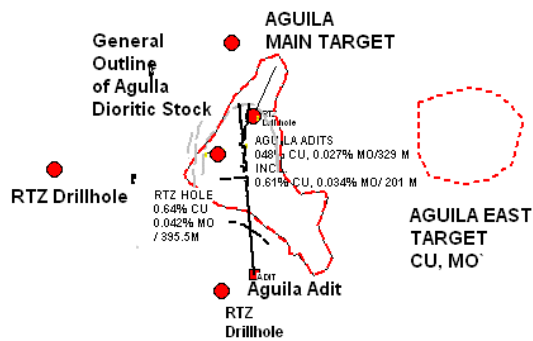 AGUILA
MAIN TARGET
General
Outline
of Agulla
Dioritic Stock
RTZ
Drillhole
AGUILA ADITS
048% CU, 0.027% MO/329 M
INC
0.61% CU, 0.034% MO/ 201 M
RTZ Drillhole
RTZ HOLE
0.64% CU
0.042% MO
/ 395.5M
AGUILA EAST
TARGET
CU, MO`
ADIT
Aguila Adit
RTZ
Drillhole